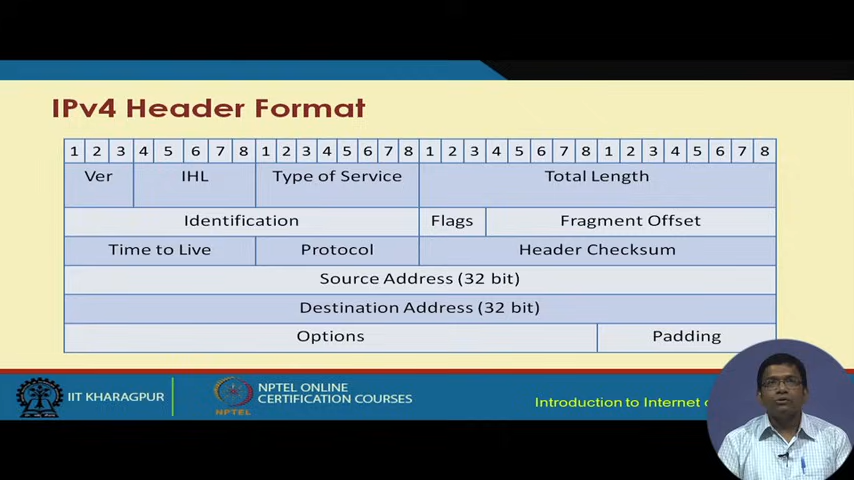 IPv4 Header Format
1 2 3 4 5 6 7 8 1 2 3 4 5 6 7 8 1 2 3 4 5 6 7 8 1 2 3 4 5 6 7 8
Ver IHL Type of Service Total Length
Identification Flags Fragment Offset
Time to Live Protocol Header Checksum
Source Address (32 bit)
Destination Address (32 bit)
Options Padding
IIT KHARAGPUR
NPTEL
NPTEL ONLINE
CERTIFICATION COURSES
Introduction to Internet